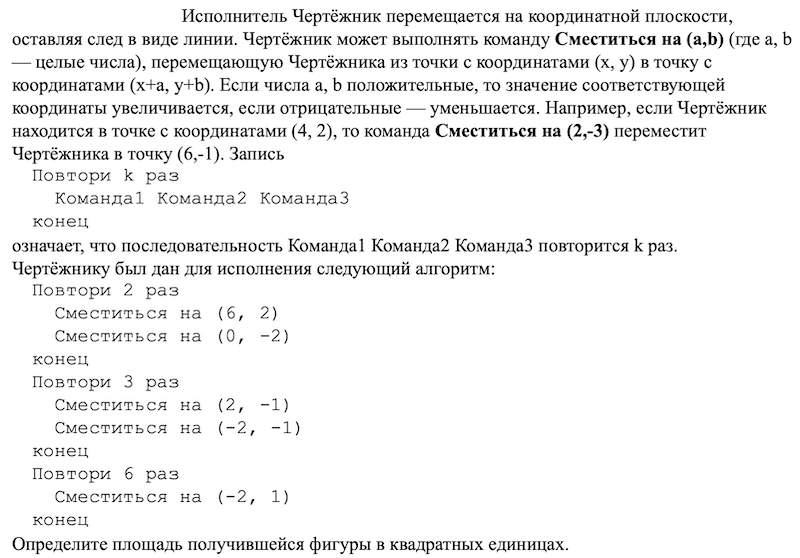 Исполнитель Чертёжник перемещается на координатной плоскости,
оставляя след в виде линии. Чертёжник может выполнять команду Сместиться на (a,b) (где a, b
— целые числа), перемещающую Чертёжника из точки с координатами (x, y) в точку с
координатами (x+a, y+b). Если числа a, b положительные, то значение соответствующей
координаты увеличивается, если отрицательные — уменьшается. Например, если Чертёжник
находится в точке с координатами (4, 2), то команда Сместиться на (2,-3) переместит
Чертёжника в точку (6,-1). Запись
Повтори k раз
Команда1 Команда2 Команда3
конец
означает, что последовательность Команда1 Команда2 Команда3 повторится k раз.
Чертёжнику был дан для исполнения следующий алгоритм:
Повтори 2 раз
Сместиться на (6, 2)
Сместиться на (0, -2)
конец
Повтори 3 раз
Сместиться на (2, -1)
Сместиться на (-2, -1)
конец
Повтори 6 раз
Сместиться на (-2, 1)
конец
Определите площадь получившейся фигуры в квадратных единицах.